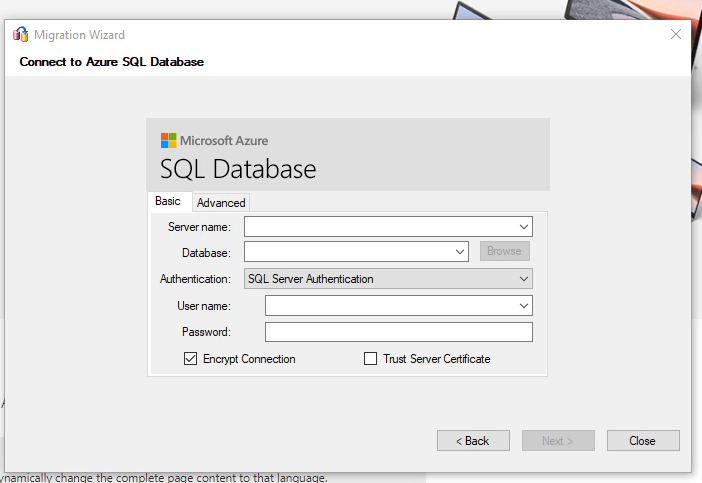 Migration Wizard
Connect to Azure SQL Database
Microsoft Azure
SQL Database
Basic Advanced
Server name:
Database: Browse
Authentication: SQL Server Authentication
User name:
Password:
Encrypt Connection Trust Server Certificate
< Back Next > Close
ynamically change the complete page content to that language.